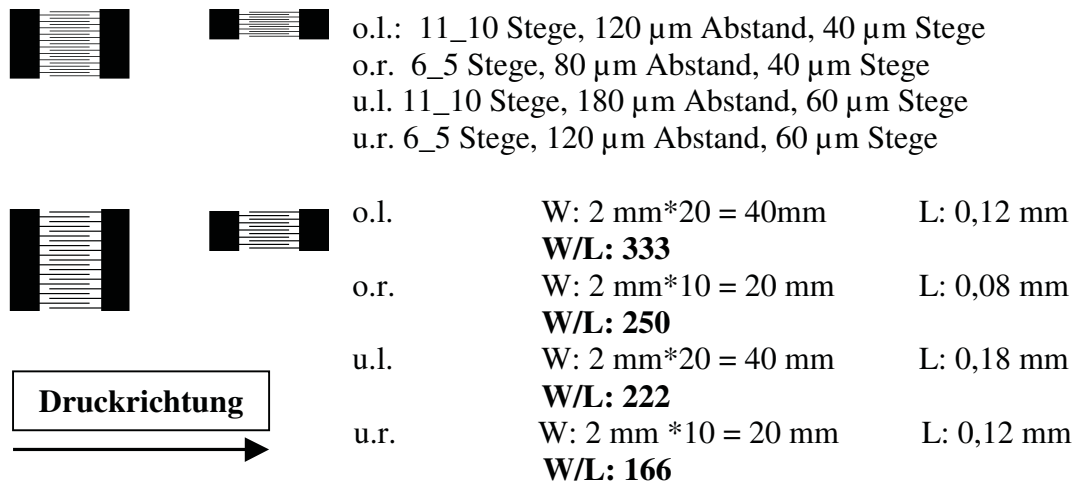 o.l.: 11_10 Stege, 120 µm Abstand, 40 µm Stege
o.r. 6_5 Stege, 80 µm Abstand, 40 µm Stege
u.l. 11_10 Stege, 180 µm Abstand, 60 µm Stege
u.r. 6_5 Stege, 120 µm Abstand, 60 µm Stege
o.l. W: 2 mm*20 = 40mm L: 0,12 mm
W/L: 333
o.r. W: 2 mm*10 = 20 mm L: 0,08 mm
W/L: 250
u.l. W: 2 mm*20 = 40 mm L: 0,18 mm
W/L: 222
u.r. W: 2 mm *10 = 20 mm L: 0,12 mm
W/L: 166
Druckrichtung